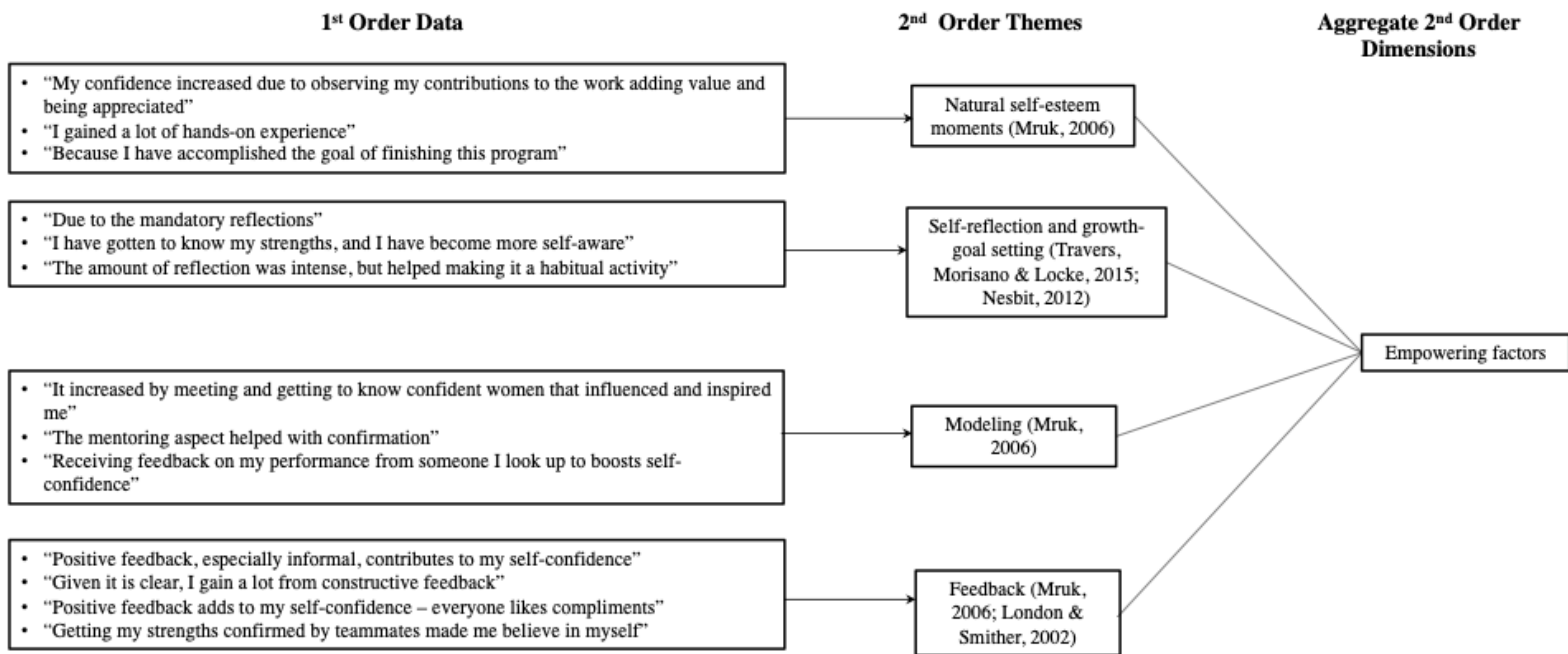 1st Order Data
2nd Order Themes
Aggregate 2nd Order
Dimensions
• “My confidence increased due to observing my contributions to the work adding value and
being appreciated”
• “I gained a lot of hands-on experience”
• “Because I have accomplished the goal of finishing this program”
Natural self-esteem
moments (Mruk, 2006)
• “Due to the mandatory reflections”
• “I have gotten to know my strengths, and I have become more self-aware”
• “The amount of reflection was intense, but helped making it a habitual activity”
Self-reflection and growth-
goal setting (Travers,
Morisano & Locke, 2015;
Nesbit, 2012)
Empowering factors
• “It increased by meeting and getting to know confident women that influenced and inspired
me”
• “The mentoring aspect helped with confirmation”
• “Receiving feedback on my performance from someone I look up to boosts self-
confidence”
Modeling (Mruk,
2006)
• “Positive feedback, especially informal, contributes to my self-confidence”
• “Given it is clear, I gain a lot from constructive feedback”
• “Positive feedback adds to my self-confidence – everyone likes compliments”
• “Getting my strengths confirmed by teammates made me believe in myself”
Feedback (Mruk,
2006; London &
Smither, 2002)